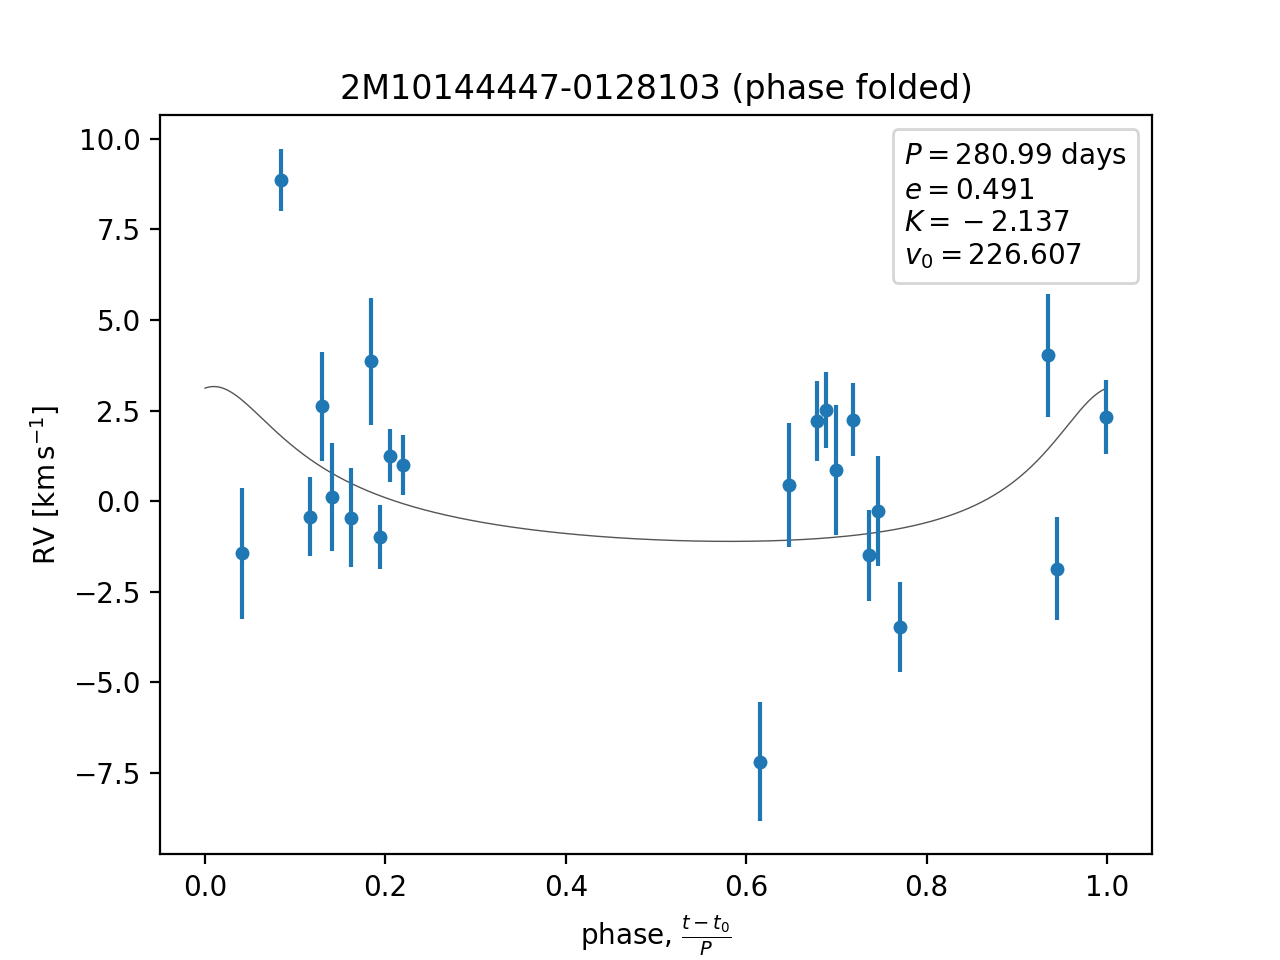 2M10144447-0128103 (phase folded)
P = 280.99 days
e = 0.491
K = −2.137
v₀ = 226.607
10.0
7.5
5.0
2.5
0.0
−2.5
−5.0
−7.5
RV [km s⁻¹]
0.0 0.2 0.4 0.6 0.8 1.0
phase, (t − t₀)/P